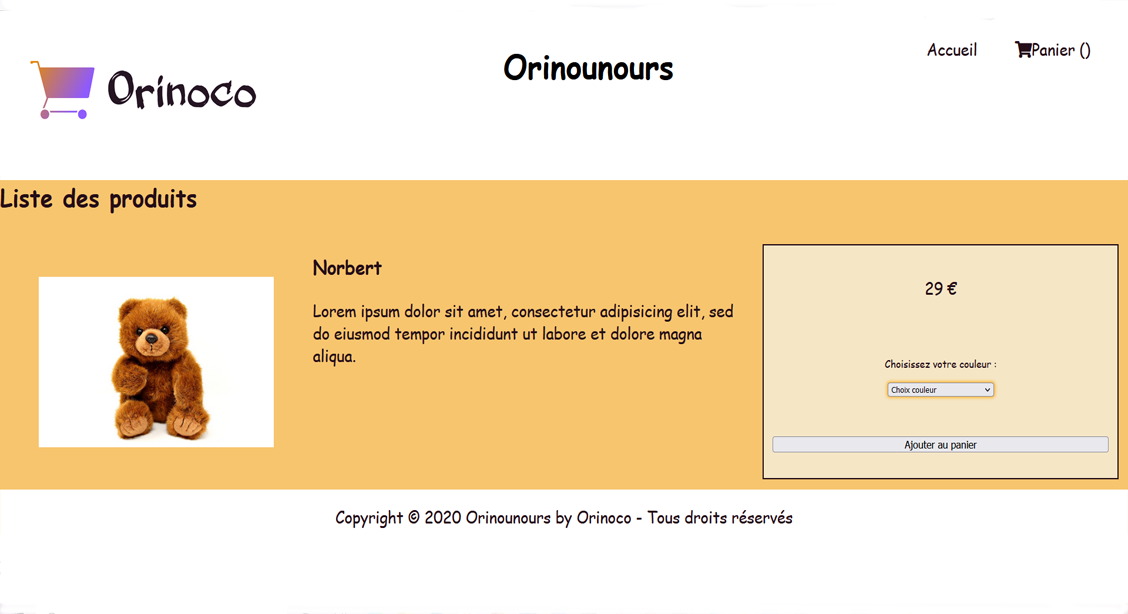 Orinoco
Orinounours
Accueil
Panier ()
Liste des produits
Norbert
Lorem ipsum dolor sit amet, consectetur adipisicing elit, sed
do eiusmod tempor incididunt ut labore et dolore magna
aliqua.
29 €
Choisissez votre couleur :
Choix couleur
Ajouter au panier
Copyright © 2020 Orinounours by Orinoco - Tous droits réservés